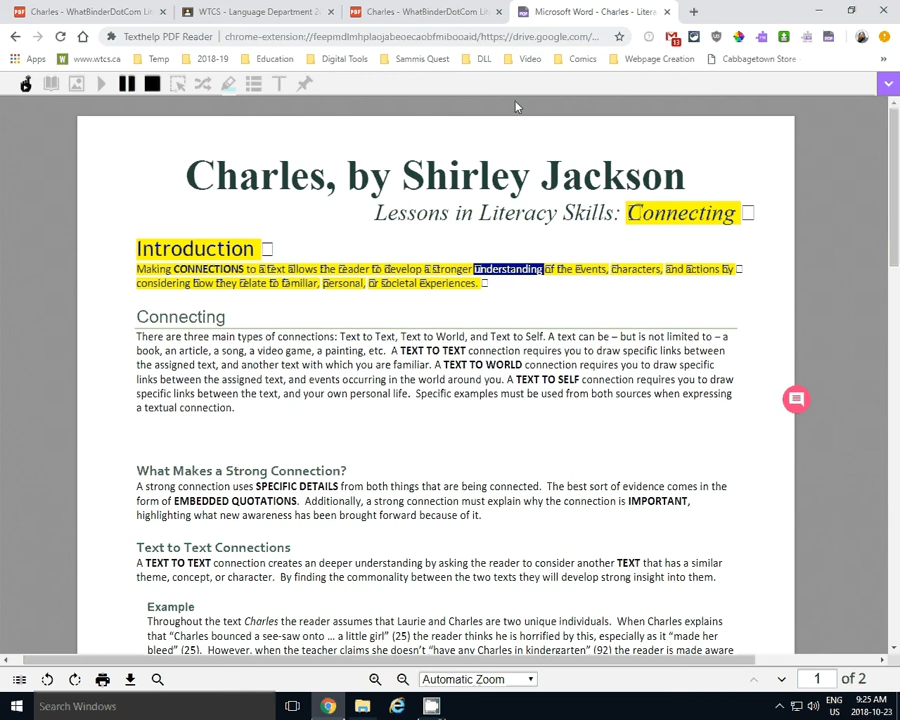 Charles - WhatBinderDotCom Lit
WTCS - Language Department 2
Charles - WhatBinderDotCom Lit
Microsoft Word - Charles - Litera
Texthelp PDF Reader
chrome-extension://feepmdlmhplaojabeoecaobfmibooaid/https://drive.google.com/...
Apps
www.wtcs.ca
Temp
2018-19
Education
Digital Tools
Sammis Quest
DLL
Video
Comics
Webpage Creation
Cabbagetown Store
Charles, by Shirley Jackson
Lessons in Literacy Skills: Connecting
Introduction
Making CONNECTIONS to a text allows the reader to develop a stronger understanding of the events, characters, and actions by
considering how they relate to familiar, personal, or societal experiences.
Connecting
There are three main types of connections: Text to Text, Text to World, and Text to Self. A text can be – but is not limited to – a
book, an article, a song, a video game, a painting, etc. A TEXT TO TEXT connection requires you to draw specific links between
the assigned text, and another text with which you are familiar. A TEXT TO WORLD connection requires you to draw specific
links between the assigned text, and events occurring in the world around you. A TEXT TO SELF connection requires you to draw
specific links between the text, and your own personal life. Specific examples must be used from both sources when expressing
a textual connection.
What Makes a Strong Connection?
A strong connection uses SPECIFIC DETAILS from both things that are being connected. The best sort of evidence comes in the
form of EMBEDDED QUOTATIONS. Additionally, a strong connection must explain why the connection is IMPORTANT,
highlighting what new awareness has been brought forward because of it.
Text to Text Connections
A TEXT TO TEXT connection creates an deeper understanding by asking the reader to consider another TEXT that has a similar
theme, concept, or character. By finding the commonality between the two texts they will develop strong insight into them.
Example
Throughout the text Charles the reader assumes that Laurie and Charles are two unique individuals. When Charles explains
that “Charles bounced a see-saw onto … a little girl” (25) the reader thinks he is horrified by this, especially as it “made her
bleed” (25). However, when the teacher claims she doesn’t “have any Charles in kindergarten” (92) the reader is made aware
Automatic Zoom
1 of 2
Search Windows
ENG
US
9:25 AM
2018-10-23